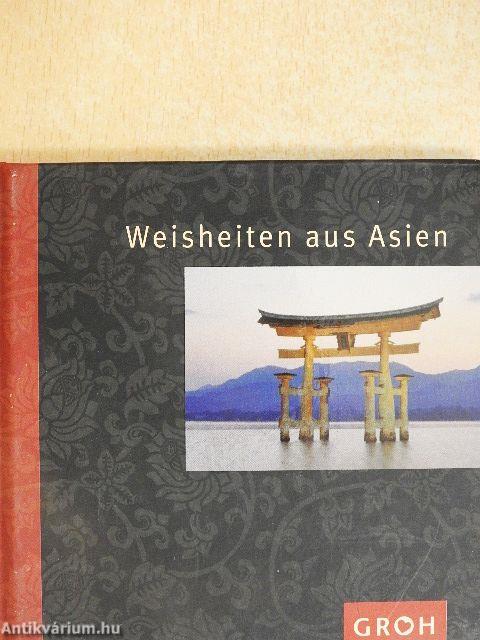 Weisheiten aus Asien
GROH
Antikvárium.hu